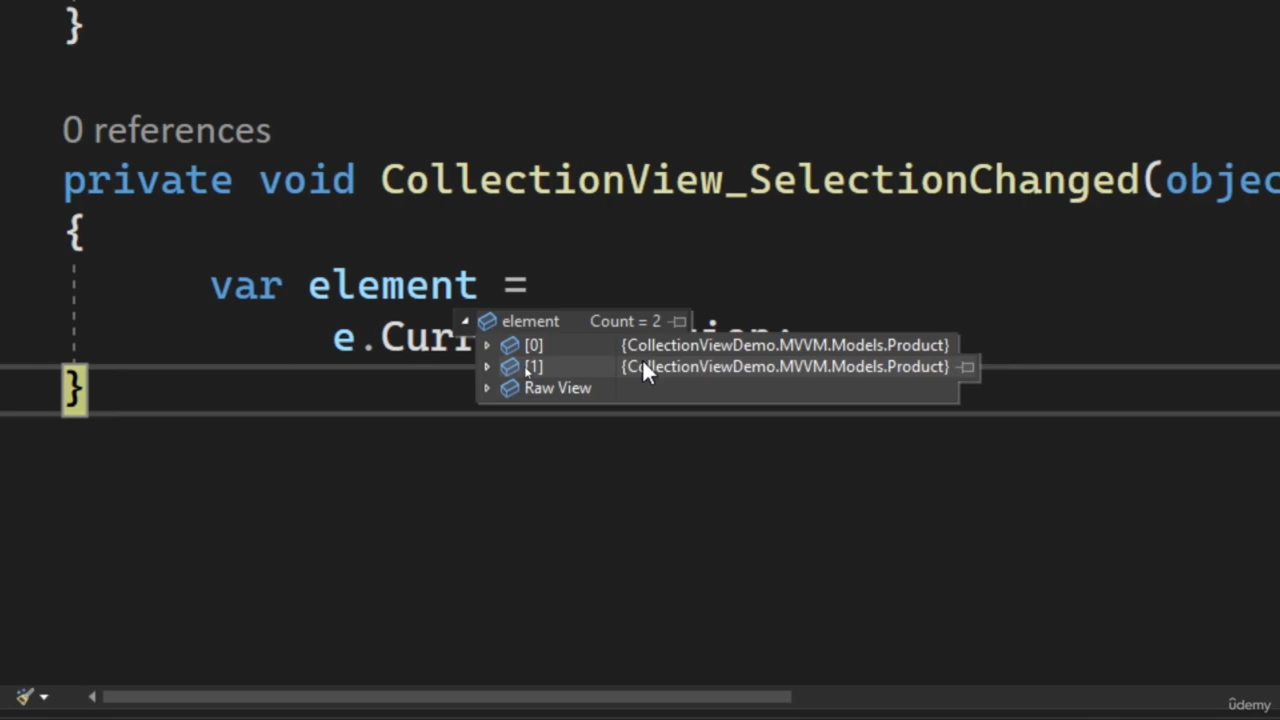 }
0 references
private void CollectionView_SelectionChanged(objec
{
var element =
element Count = 2
e.Curr
[0] {CollectionViewDemo.MVVM.Models.Product}
[1] {CollectionViewDemo.MVVM.Models.Product}
}
Raw View
udemy